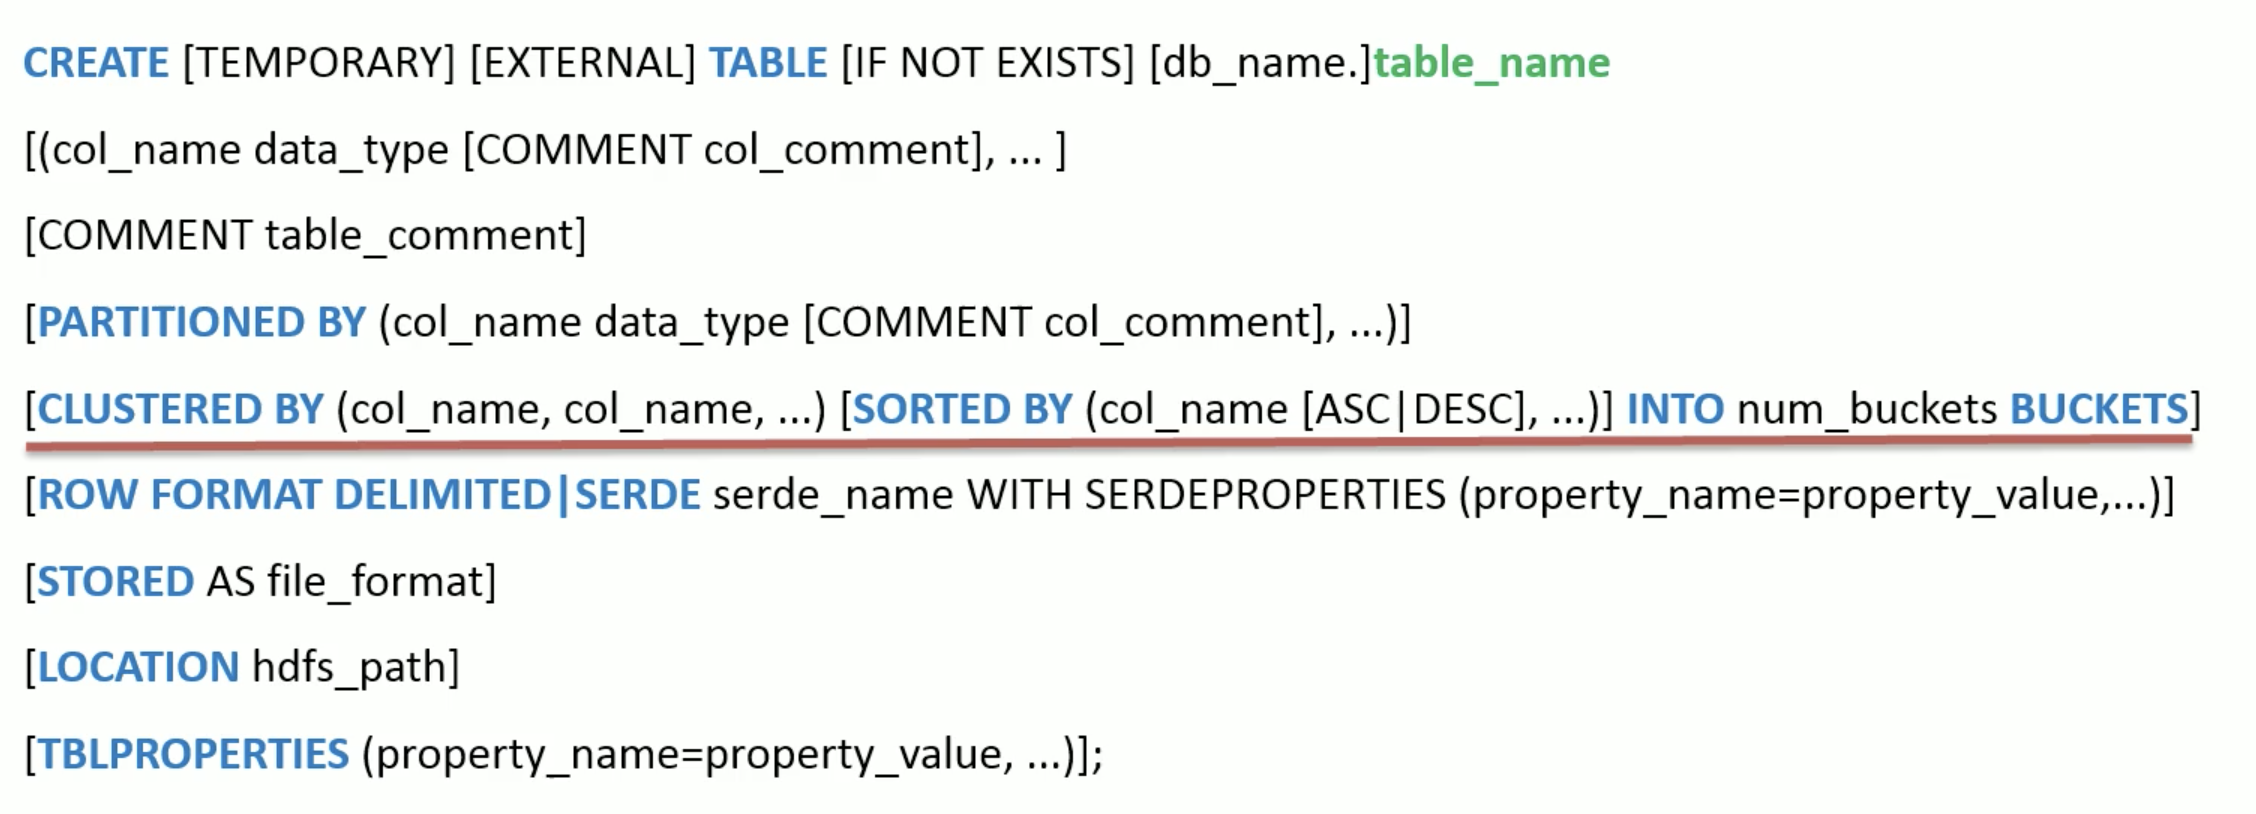 CREATE [TEMPORARY] [EXTERNAL] TABLE [IF NOT EXISTS] [db_name.]table_name
[(col_name data_type [COMMENT col_comment], ... ]
[COMMENT table_comment]
[PARTITIONED BY (col_name data_type [COMMENT col_comment], ...)]
[CLUSTERED BY (col_name, col_name, ...) [SORTED BY (col_name [ASC|DESC], ...)] INTO num_buckets BUCKETS]
[ROW FORMAT DELIMITED|SERDE serde_name WITH SERDEPROPERTIES (property_name=property_value,...)]
[STORED AS file_format]
[LOCATION hdfs_path]
[TBLPROPERTIES (property_name=property_value, ...)];